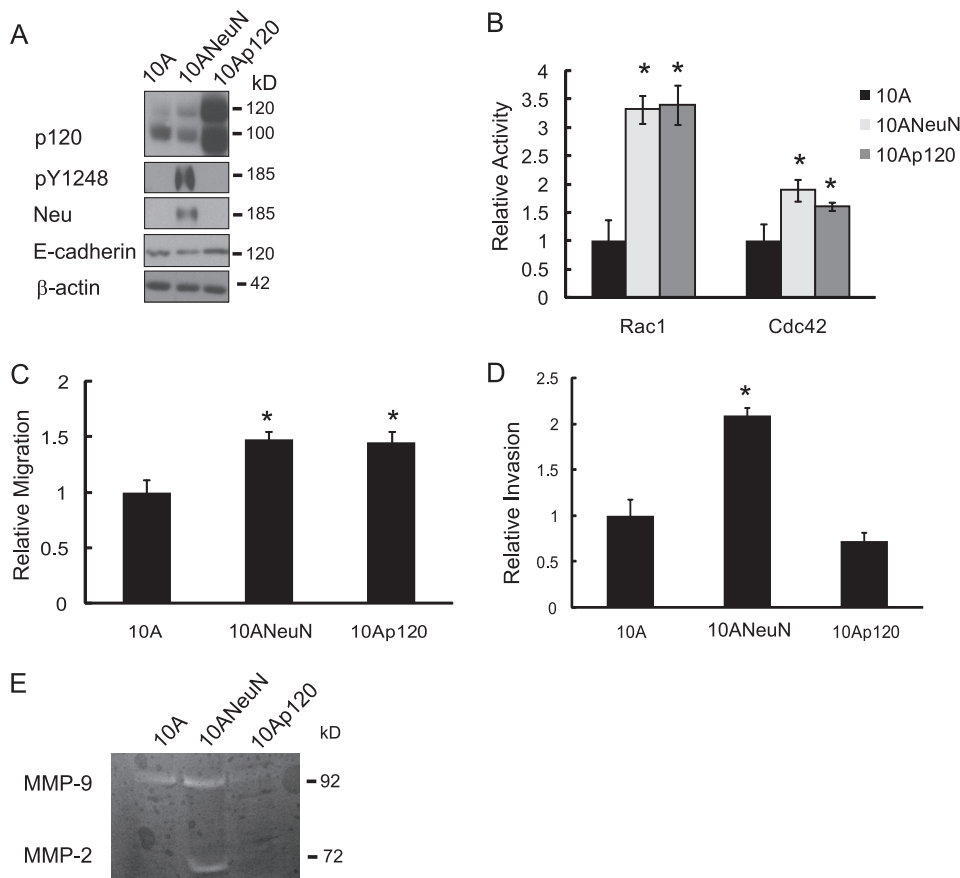 A
10A
10ANeuN
10Ap120
kD
p120
120
100
pY1248
185
Neu
185
E-cadherin
120
β-actin
42
B
Relative Activity
4
3.5
3
2.5
2
1.5
1
0.5
0
* *
* *
Rac1
Cdc42
10A
10ANeuN
10Ap120
C
Relative Migration
2
1.5
1
0.5
0
* *
10A
10ANeuN
10Ap120
D
Relative Invasion
2.5
2
1.5
1
0.5
0
*
10A
10ANeuN
10Ap120
E
10A
10ANeuN
10Ap120
kD
MMP-9
92
MMP-2
72